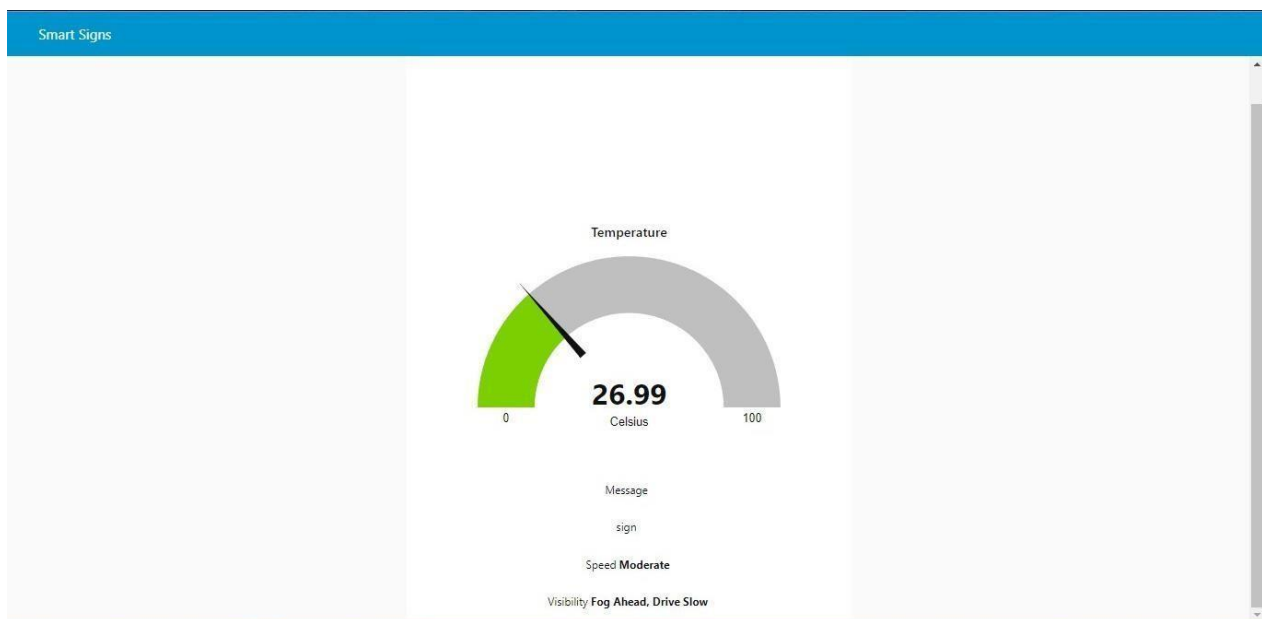 Smart Signs
Temperature
26.99
0
Celsius
100
Message
sign
Speed Moderate
Visibility Fog Ahead, Drive Slow